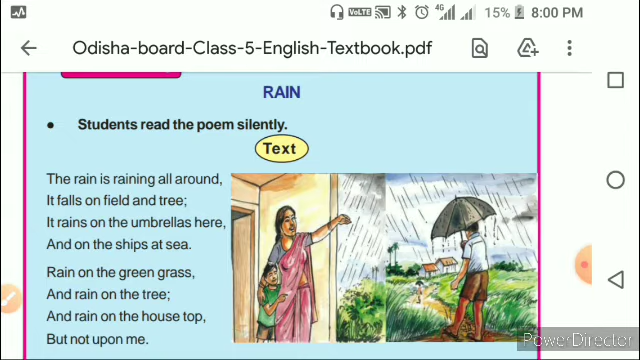 VoLTE 4G 15% 8:00 PM
Odisha-board-Class-5-English-Textbook.pdf
RAIN
• Students read the poem silently.
Text
The rain is raining all around,
It falls on field and tree;
It rains on the umbrellas here,
And on the ships at sea.
Rain on the green grass,
And rain on the tree;
And rain on the house top,
But not upon me.
PowerDirector